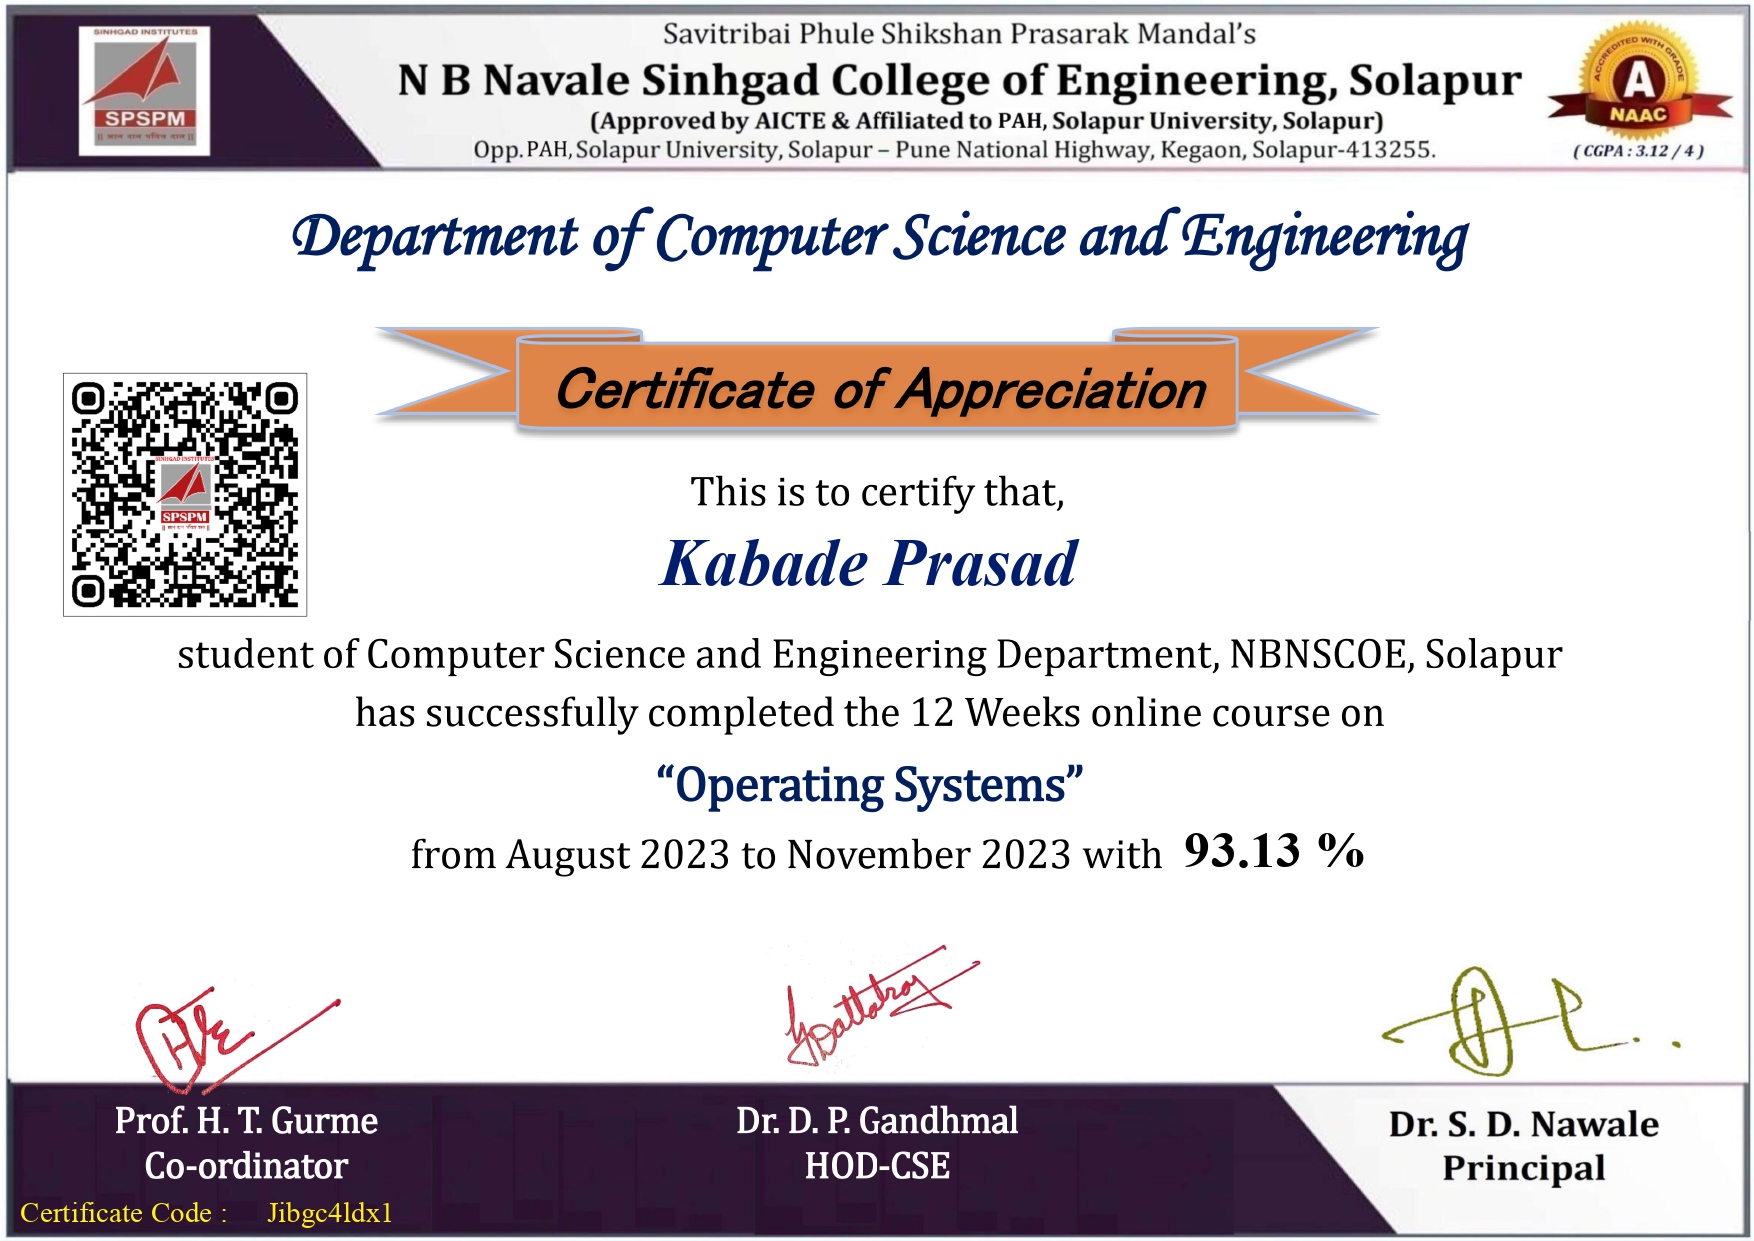 SINHGAD INSTITUTES
SPSPM
Savitribai Phule Shikshan Prasarak Mandal's
N B Navale Sinhgad College of Engineering, Solapur
(Approved by AICTE & Affiliated to PAH, Solapur University, Solapur)
Opp. PAH, Solapur University, Solapur – Pune National Highway, Kegaon, Solapur-413255.
ACCREDITED WITH GRADE
A
NAAC
( CGPA : 3.12 / 4 )
Department of Computer Science and Engineering
Certificate of Appreciation
SINHGAD INSTITUTES
SPSPM
This is to certify that,
Kabade Prasad
student of Computer Science and Engineering Department, NBNSCOE, Solapur
has successfully completed the 12 Weeks online course on
“Operating Systems”
from August 2023 to November 2023 with 93.13 %
Prof. H. T. Gurme
Co-ordinator
Dr. D. P. Gandhmal
HOD-CSE
Dr. S. D. Nawale
Principal
Certificate Code : Jibgc4ldx1